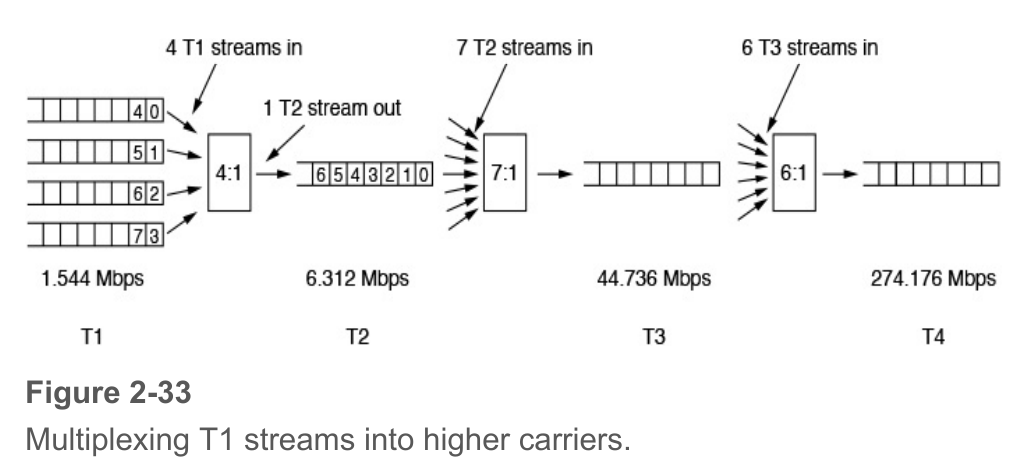 4 T1 streams in
7 T2 streams in
6 T3 streams in
1 T2 stream out
4 0
5 1
6 2
7 3
4:1
6 5 4 3 2 1 0
7:1
6:1
1.544 Mbps
6.312 Mbps
44.736 Mbps
274.176 Mbps
T1
T2
T3
T4
Figure 2-33
Multiplexing T1 streams into higher carriers.